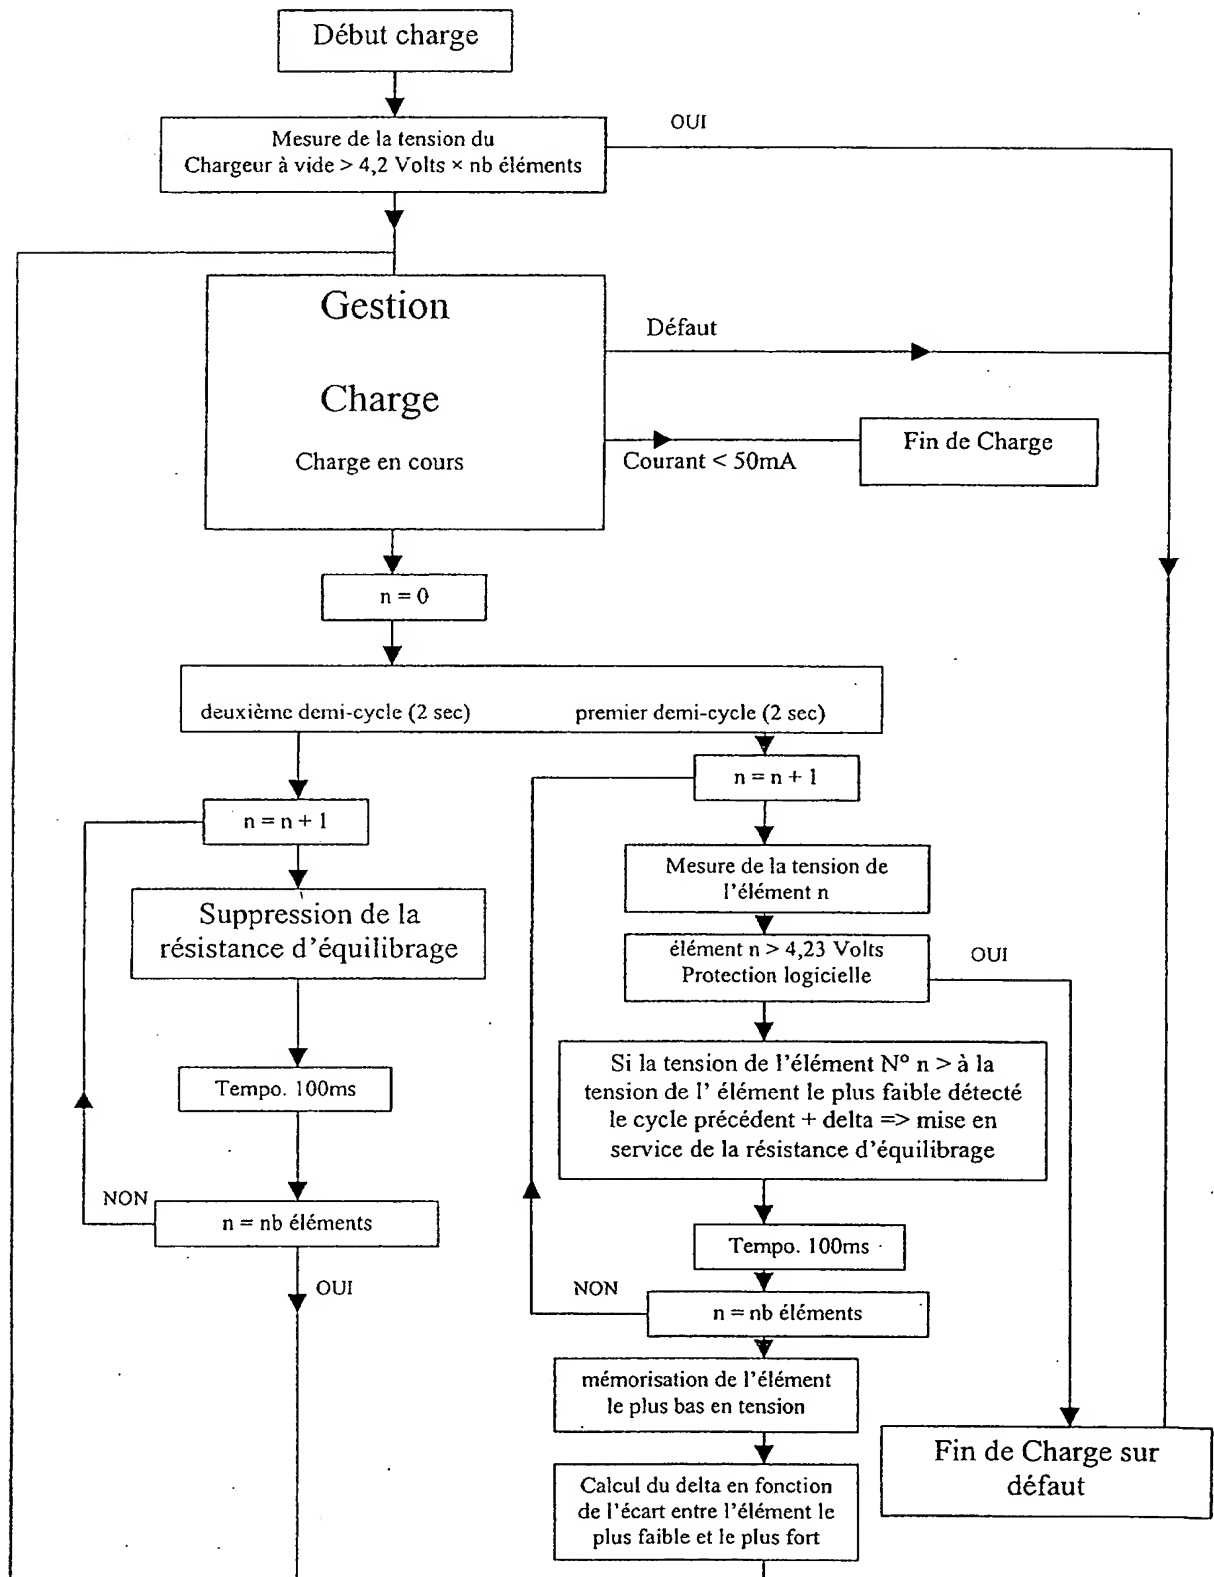 Début charge
OUI
Mesure de la tension du
Chargeur à vide > 4,2 Volts × nb éléments
Gestion
Défaut
Charge
Fin de Charge
Charge en cours
Courant < 50mA
n = 0
deuxième demi-cycle (2 sec)
premier demi-cycle (2 sec)
n = n + 1
n = n + 1
Mesure de la tension de
l'élément n
Suppression de la
résistance d'équilibrage
élément n > 4,23 Volts
Protection logicielle
OUI
Si la tension de l'élément N° n > à la
tension de l' élément le plus faible détecté
le cycle précédent + delta => mise en
service de la résistance d'équilibrage
Tempo. 100ms
NON
n = nb éléments
Tempo. 100ms
OUI
NON
n = nb éléments
mémorisation de l'élément
le plus bas en tension
Fin de Charge sur
défaut
Calcul du delta en fonction
de l'écart entre l'élément le
plus faible et le plus fort